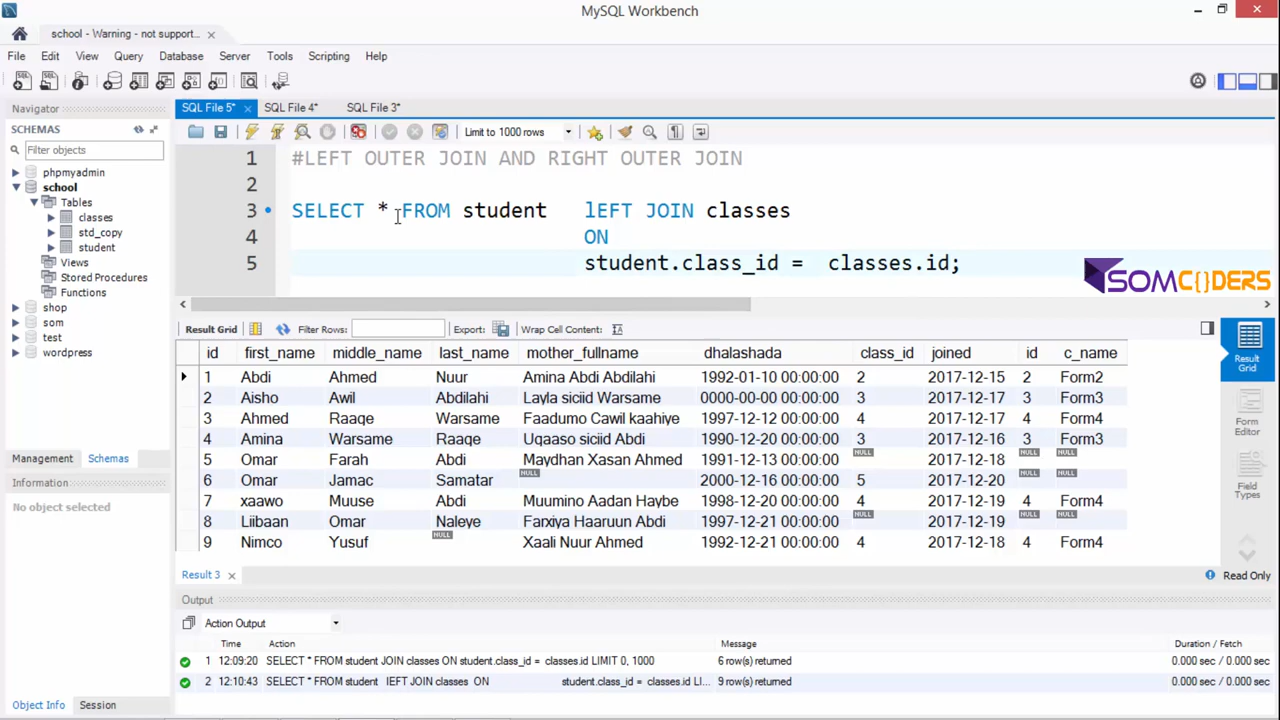 MySQL Workbench
school - Warning - not support... ×
File Edit View Query Database Server Tools Scripting Help
Navigator
SCHEMAS
Filter objects
phpmyadmin
school
Tables
classes
std_copy
student
Views
Stored Procedures
Functions
shop
som
test
wordpress
Management Schemas
Information
No object selected
Object Info Session
SQL File 5* × SQL File 4* SQL File 3*
Limit to 1000 rows
1 #LEFT OUTER JOIN AND RIGHT OUTER JOIN
2
3 SELECT * FROM student lEFT JOIN classes
4 ON
5 student.class_id = classes.id;
SOMC{}DERS
Result Grid Filter Rows: Export: Wrap Cell Content: IA
id first_name middle_name last_name mother_fullname dhalashada class_id joined id c_name
1 Abdi Ahmed Nuur Amina Abdi Abdilahi 1992-01-10 00:00:00 2 2017-12-15 2 Form2
2 Aisho Awil Abdilahi Layla siciid Warsame 0000-00-00 00:00:00 3 2017-12-17 3 Form3
3 Ahmed Raaqe Warsame Faadumo Cawil kaahiye 1997-12-12 00:00:00 4 2017-12-17 4 Form4
4 Amina Warsame Raaqe Ugaaso siciid Abdi 1990-12-20 00:00:00 3 2017-12-16 3 Form3
5 Omar Farah Abdi Maydhan Xasan Ahmed 1991-12-13 00:00:00 NULL 2017-12-18 NULL NULL
6 Omar Jamac Samatar NULL 2000-12-16 00:00:00 5 2017-12-20 NULL NULL
7 xaawo Muuse Abdi Muumino Aadan Haybe 1998-12-20 00:00:00 4 2017-12-19 4 Form4
8 Liibaan Omar Naleye Farxiya Haaruun Abdi 1997-12-21 00:00:00 NULL 2017-12-19 NULL NULL
9 Nimco Yusuf NULL Xaali Nuur Ahmed 1992-12-21 00:00:00 4 2017-12-18 4 Form4
Result Grid
Form Editor
Field Types
Result 3 × Read Only
Output
Action Output
Time Action Message Duration / Fetch
1 12:09:20 SELECT * FROM student JOIN classes ON student.class_id = classes.id LIMIT 0, 1000 6 row(s) returned 0.000 sec / 0.000 sec
2 12:10:43 SELECT * FROM student lEFT JOIN classes ON student.class_id = classes.id LI... 9 row(s) returned 0.000 sec / 0.000 sec